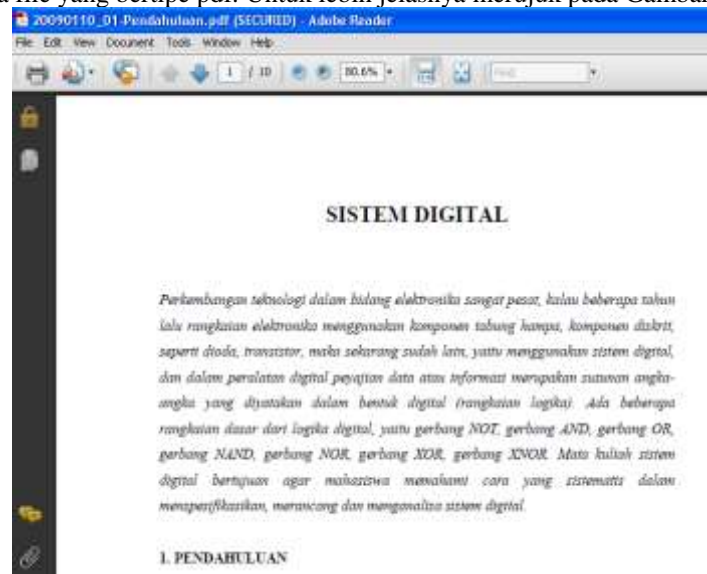 a file yang bertipe pdf. Untuk lebih jelasnya merujuk pada Gambar
20090110_01-Pendahuluan.pdf (SECURED) - Adobe Reader
File Edit View Document Tools Window Help
1 / 10 80.6% Find
SISTEM DIGITAL
Perkembangan teknologi dalam bidang elektronika sangat pesat, kalau beberapa tahun
lalu rangkaian elektronika menggunakan komponen tabung hampa, komponen diskrit,
seperti dioda, transistor, maka sekarang sudah lain, yaitu menggunakan sistem digital,
dan dalam peralatan digital peyajian data atau informasi merupakan susunan angka-
angka yang diyatakan dalam bentuk digital (rangkaian logika). Ada beberapa
rangkaian dasar dari logika digital, yaitu gerbang NOT, gerbang AND, gerbang OR,
gerbang NAND, gerbang NOR, gerbang XOR, gerbang XNOR. Mata kuliah sistem
digital bertujuan agar mahasiswa memahami cara yang sistematis dalam
menspesifikasikan, merancang dan menganalisa sistem digital.
1. PENDAHULUAN